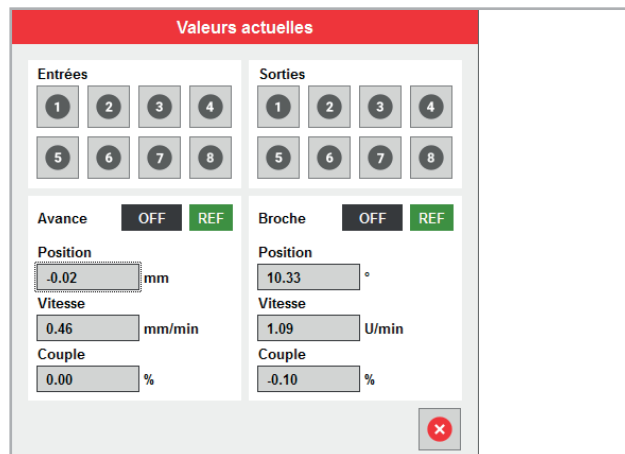 Valeurs actuelles
Entrées
1 2 3 4
5 6 7 8
Sorties
1 2 3 4
5 6 7 8
Avance OFF REF
Position
-0.02 mm
Vitesse
0.46 mm/min
Couple
0.00 %
Broche OFF REF
Position
10.33 °
Vitesse
1.09 U/min
Couple
-0.10 %